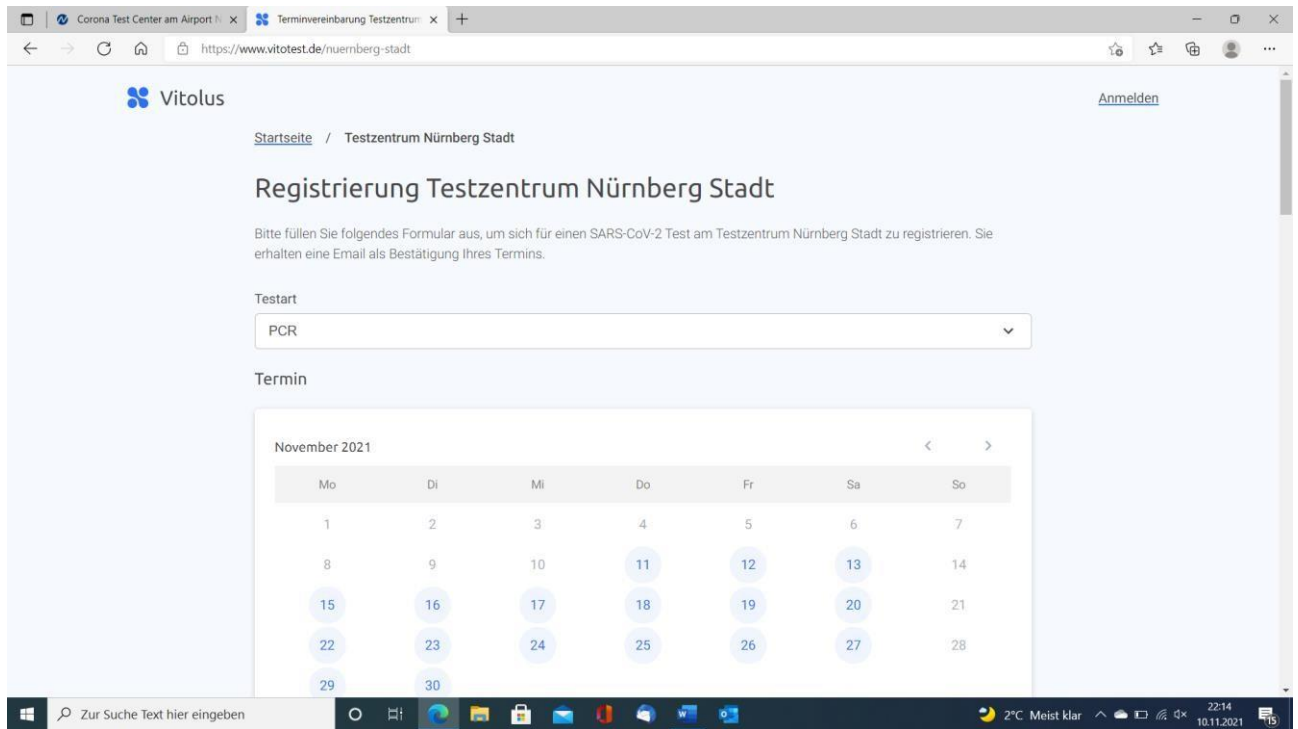 Corona Test Center am Airport N
Terminvereinbarung Testzentrum
https://www.vitotest.de/nuernberg-stadt
Vitolus
Anmelden
Startseite / Testzentrum Nürnberg Stadt
Registrierung Testzentrum Nürnberg Stadt
Bitte füllen Sie folgendes Formular aus, um sich für einen SARS-CoV-2 Test am Testzentrum Nürnberg Stadt zu registrieren. Sie
erhalten eine Email als Bestätigung Ihres Termins.
Testart
PCR
Termin
November 2021
Mo Di Mi Do Fr Sa So
1 2 3 4 5 6 7
8 9 10 11 12 13 14
15 16 17 18 19 20 21
22 23 24 25 26 27 28
29 30
Zur Suche Text hier eingeben
2°C Meist klar
22:14
10.11.2021
15